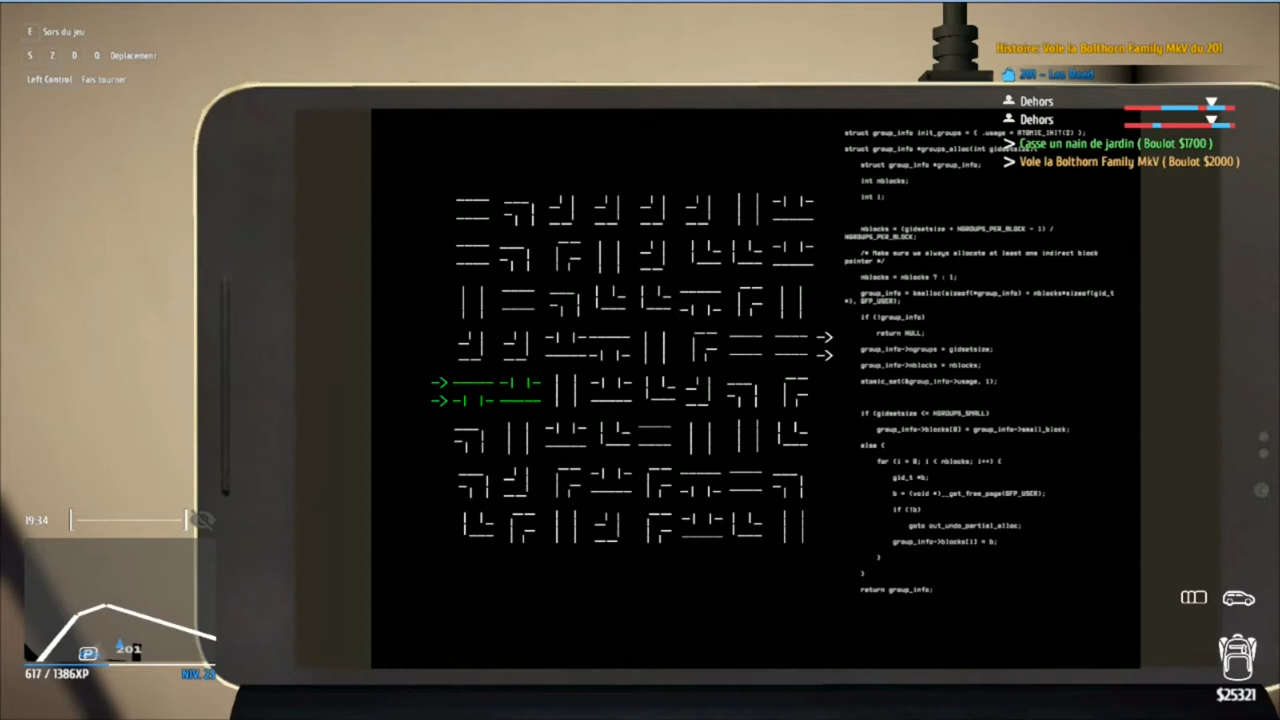 E Sors du jeu
S Z D Q Déplacement
Left Control Fais tourner
Histoire: Vole la Bolthorn Family MkV du 201
Dehors
Dehors
> Casse un nain de jardin ( Boulot $1700 )
> Vole la Bolthorn Family MkV ( Boulot $2000 )
struct group_info init_groups = { .usage = ATOMIC_INIT(2) };
struct group_info *groups_alloc(int gidsetsize){
struct group_info *group_info;
int nblocks;
int i;
nblocks = (gidsetsize + NGROUPS_PER_BLOCK - 1) /
NGROUPS_PER_BLOCK;
/* Make sure we always allocate at least one indirect block
pointer */
nblocks = nblocks ? : 1;
group_info = kmalloc(sizeof(*group_info) + nblocks*sizeof(gid_t
*), GFP_USER);
if (!group_info)
return NULL;
group_info->ngroups = gidsetsize;
group_info->nblocks = nblocks;
atomic_set(&group_info->usage, 1);
if (gidsetsize <= NGROUPS_SMALL)
group_info->blocks[0] = group_info->small_block;
else {
for (i = 0; i < nblocks; i++) {
gid_t *b;
b = (void *)__get_free_page(GFP_USER);
if (!b)
goto out_undo_partial_alloc;
group_info->blocks[i] = b;
}
}
return group_info;
19:34
P 201
617 / 1386XP
$25321